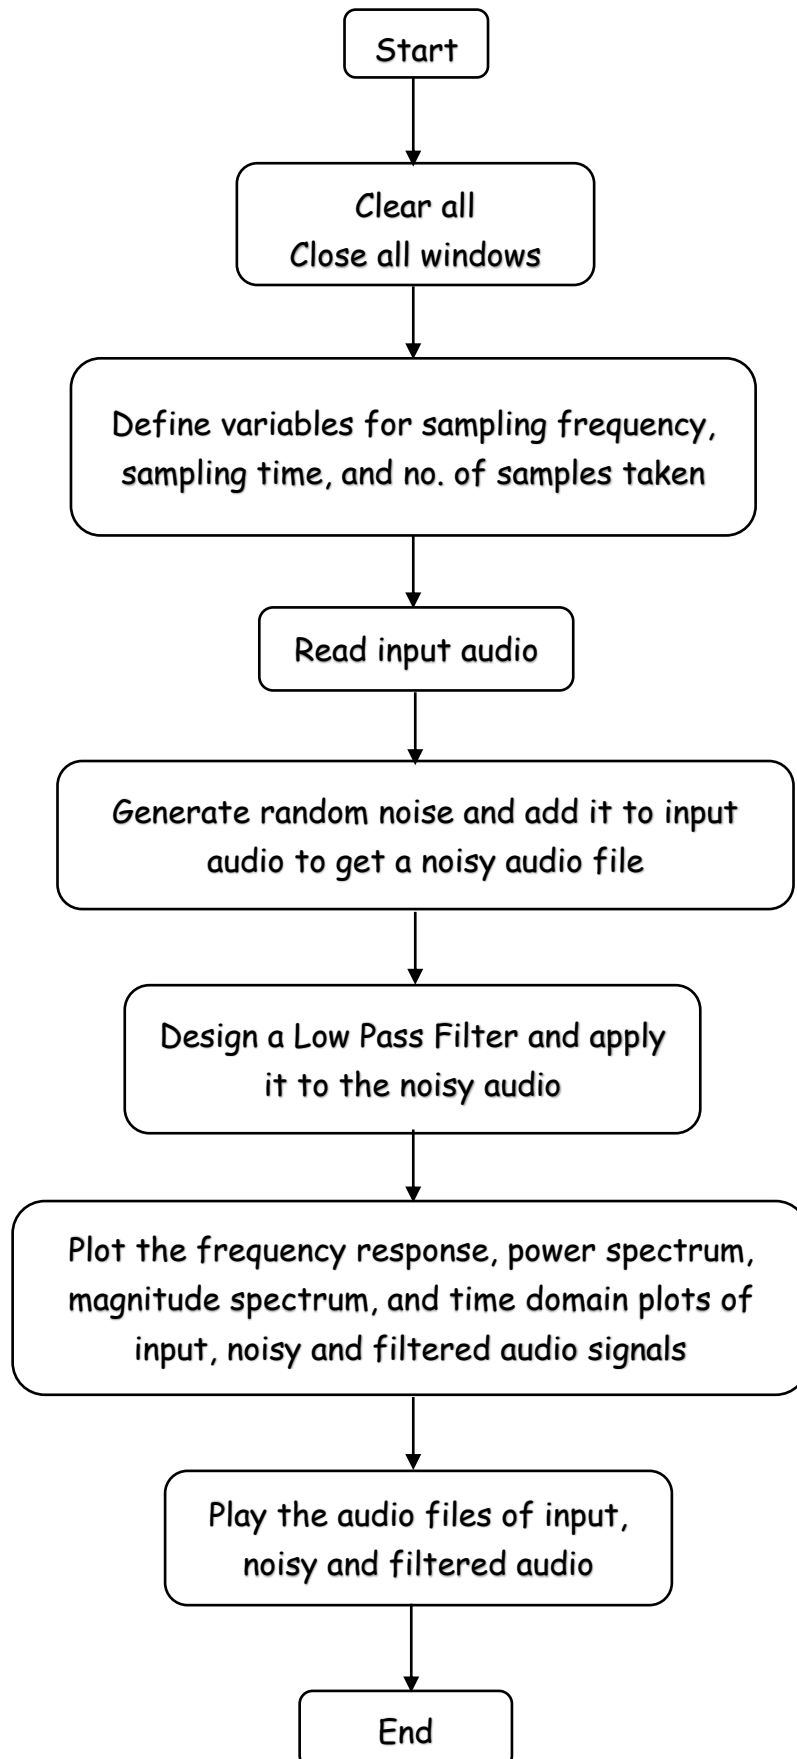 Start
Clear all
Close all windows
Define variables for sampling frequency,
sampling time, and no. of samples taken
Read input audio
Generate random noise and add it to input
audio to get a noisy audio file
Design a Low Pass Filter and apply
it to the noisy audio
Plot the frequency response, power spectrum,
magnitude spectrum, and time domain plots of
input, noisy and filtered audio signals
Play the audio files of input,
noisy and filtered audio
End